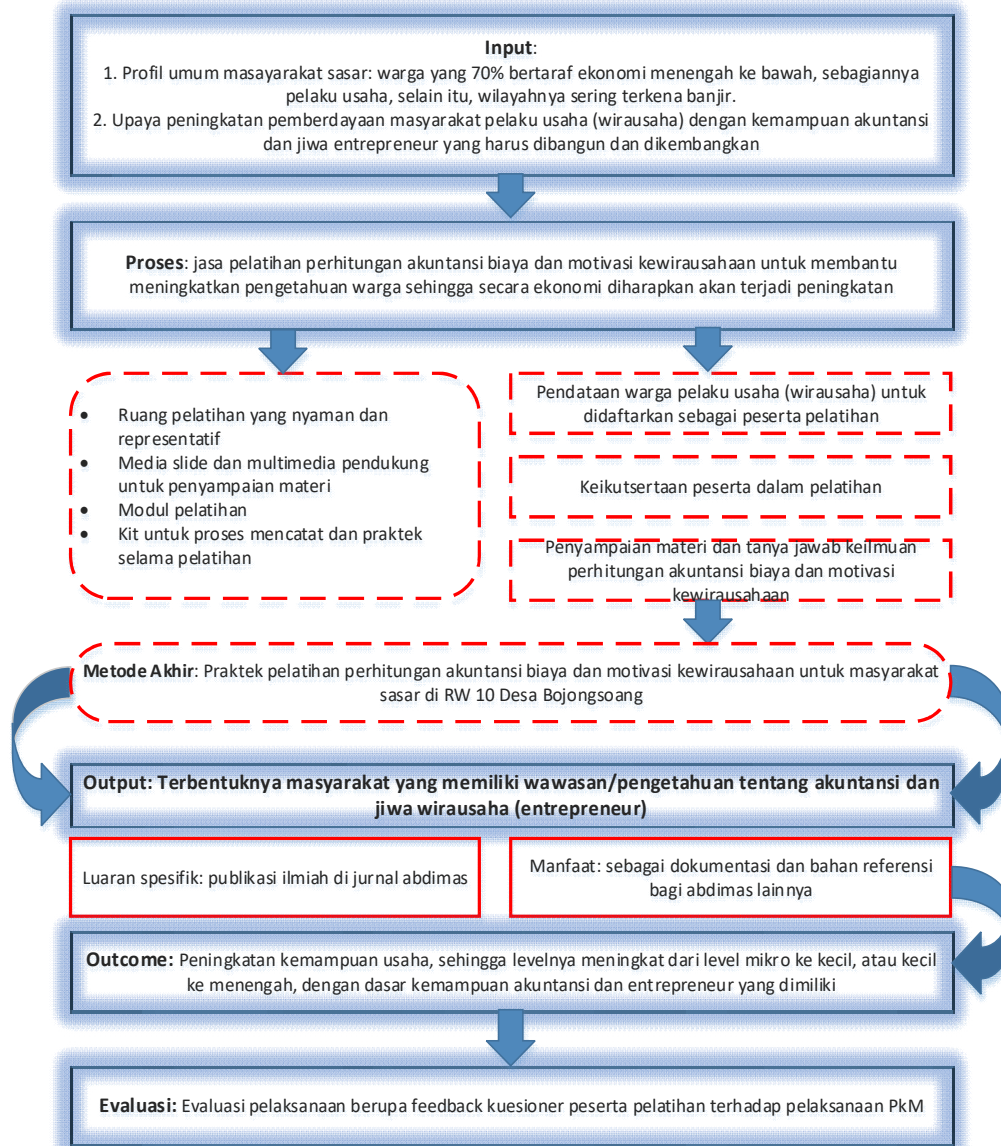 Input:
1. Profil umum masayarakat sasar: warga yang 70% bertaraf ekonomi menengah ke bawah, sebagiannya
pelaku usaha, selain itu, wilayahnya sering terkena banjir.
2. Upaya peningkatan pemberdayaan masyarakat pelaku usaha (wirausaha) dengan kemampuan akuntansi
dan jiwa entrepreneur yang harus dibangun dan dikembangkan
Proses: jasa pelatihan perhitungan akuntansi biaya dan motivasi kewirausahaan untuk membantu
meningkatkan pengetahuan warga sehingga secara ekonomi diharapkan akan terjadi peningkatan
• Ruang pelatihan yang nyaman dan
representatif
• Media slide dan multimedia pendukung
untuk penyampaian materi
• Modul pelatihan
• Kit untuk proses mencatat dan praktek
selama pelatihan
Pendataan warga pelaku usaha (wirausaha) untuk
didaftarkan sebagai peserta pelatihan
Keikutsertaan peserta dalam pelatihan
Penyampaian materi dan tanya jawab keilmuan
perhitungan akuntansi biaya dan motivasi
kewirausahaan
Metode Akhir: Praktek pelatihan perhitungan akuntansi biaya dan motivasi kewirausahaan untuk masyarakat
sasar di RW 10 Desa Bojongsoang
Output: Terbentuknya masyarakat yang memiliki wawasan/pengetahuan tentang akuntansi dan
jiwa wirausaha (entrepreneur)
Luaran spesifik: publikasi ilmiah di jurnal abdimas
Manfaat: sebagai dokumentasi dan bahan referensi
bagi abdimas lainnya
Outcome: Peningkatan kemampuan usaha, sehingga levelnya meningkat dari level mikro ke kecil, atau kecil
ke menengah, dengan dasar kemampuan akuntansi dan entrepreneur yang dimiliki
Evaluasi: Evaluasi pelaksanaan berupa feedback kuesioner peserta pelatihan terhadap pelaksanaan PkM